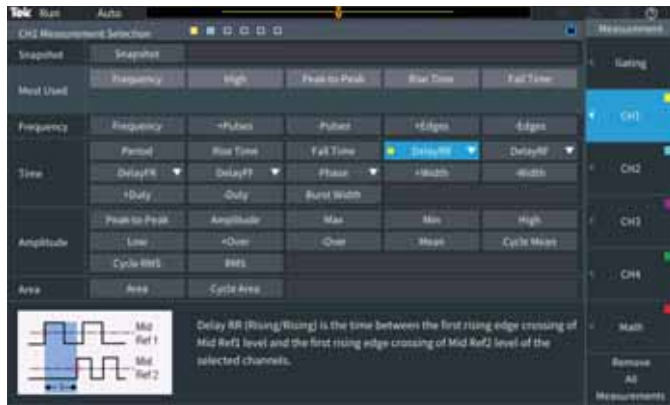 Tek Run Auto
CH1 Measurement Selection
Measurement
Snapshot Snapshot
Gating
Most Used Frequency High Peak-to-Peak Rise Time Fall Time
CH1
Frequency Frequency +Pulses -Pulses +Edges -Edges
Period Rise Time Fall Time DelayRR DelayRF
Time DelayFR DelayFF Phase +Width -Width
CH2
+Duty -Duty Burst Width
Peak-to-Peak Amplitude Max Min High
CH3
Amplitude Low +Over -Over Mean Cycle Mean
Cycle RMS RMS
CH4
Area Area Cycle Area
Mid
Ref1
Mid
Ref2
Delay RR (Rising/Rising) is the time between the first rising edge crossing of
Mid Ref1 level and the first rising edge crossing of Mid Ref2 level of the
selected channels.
Math
Remove
All
Measurements